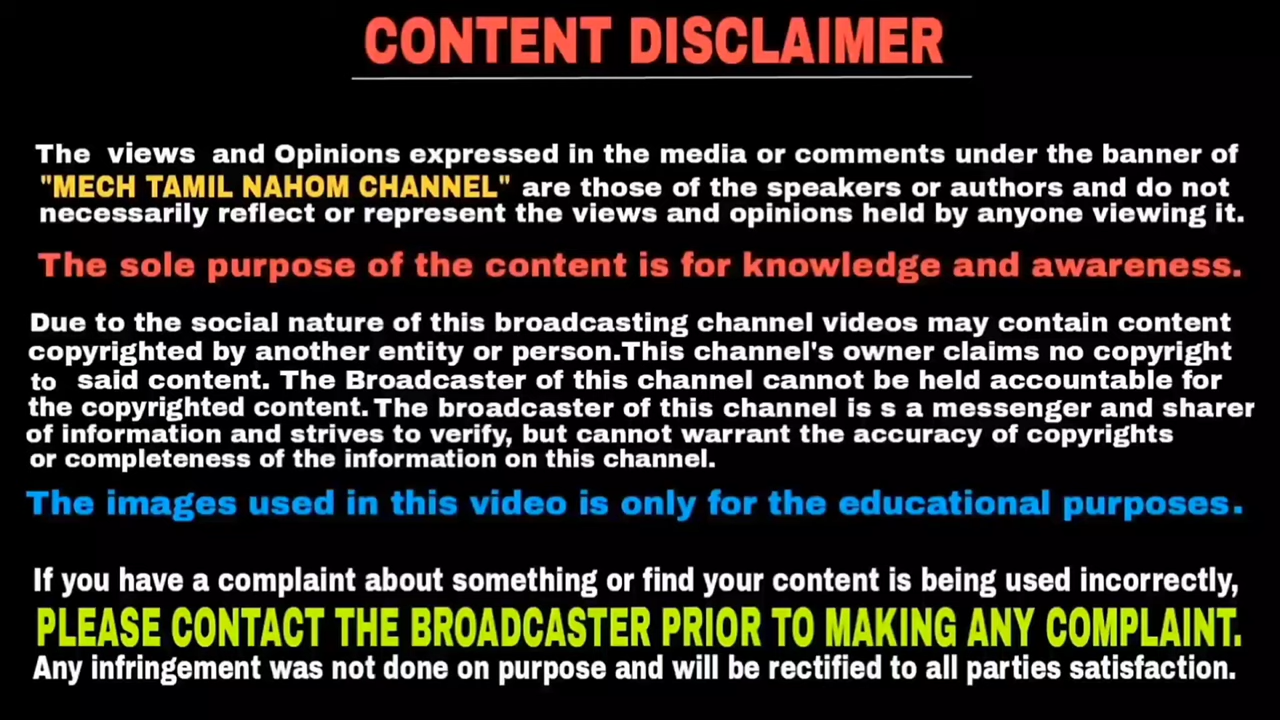 CONTENT DISCLAIMER
The views and Opinions expressed in the media or comments under the banner of
"MECH TAMIL NAHOM CHANNEL" are those of the speakers or authors and do not
necessarily reflect or represent the views and opinions held by anyone viewing it.
The sole purpose of the content is for knowledge and awareness.
Due to the social nature of this broadcasting channel videos may contain content
copyrighted by another entity or person.This channel's owner claims no copyright
to said content. The Broadcaster of this channel cannot be held accountable for
the copyrighted content. The broadcaster of this channel is s a messenger and sharer
of information and strives to verify, but cannot warrant the accuracy of copyrights
or completeness of the information on this channel.
The images used in this video is only for the educational purposes.
If you have a complaint about something or find your content is being used incorrectly,
PLEASE CONTACT THE BROADCASTER PRIOR TO MAKING ANY COMPLAINT.
Any infringement was not done on purpose and will be rectified to all parties satisfaction.